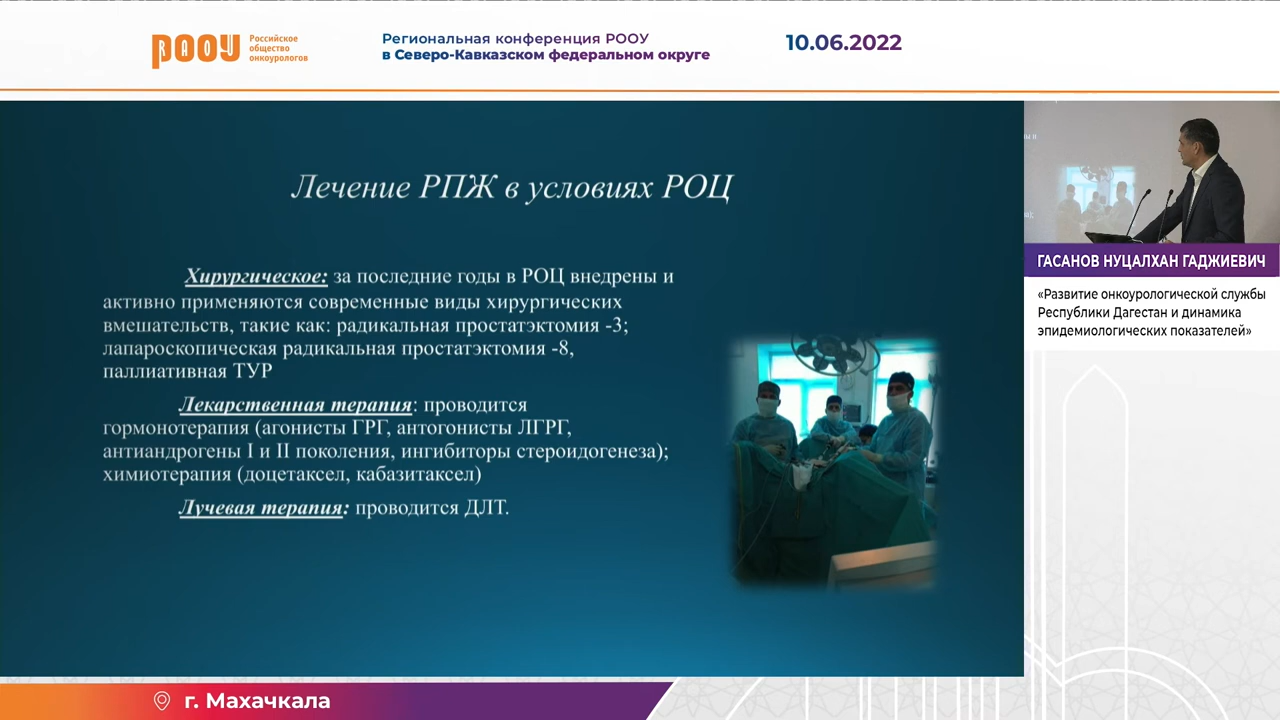 РООУ
RAOU
Российское
общество
онкоурологов
Региональная конференция РООУ
в Северо-Кавказском федеральном округе
10.06.2022
Лечение РПЖ в условиях РОЦ
Хирургическое: за последние годы в РОЦ внедрены и
активно применяются современные виды хирургических
вмешательств, такие как: радикальная простатэктомия -3;
лапароскопическая радикальная простатэктомия -8,
паллиативная ТУР
Лекарственная терапия: проводится
гормонотерапия (агонисты ГРГ, антогонисты ЛГРГ,
антиандрогены I и II поколения, ингибиторы стероидогенеза);
химиотерапия (доцетаксел, кабазитаксел)
Лучевая терапия: проводится ДЛТ.
ГАСАНОВ НУЦАЛХАН ГАДЖИЕВИЧ
«Развитие онкоурологической службы
Республики Дагестан и динамика
эпидемиологических показателей»
г. Махачкала